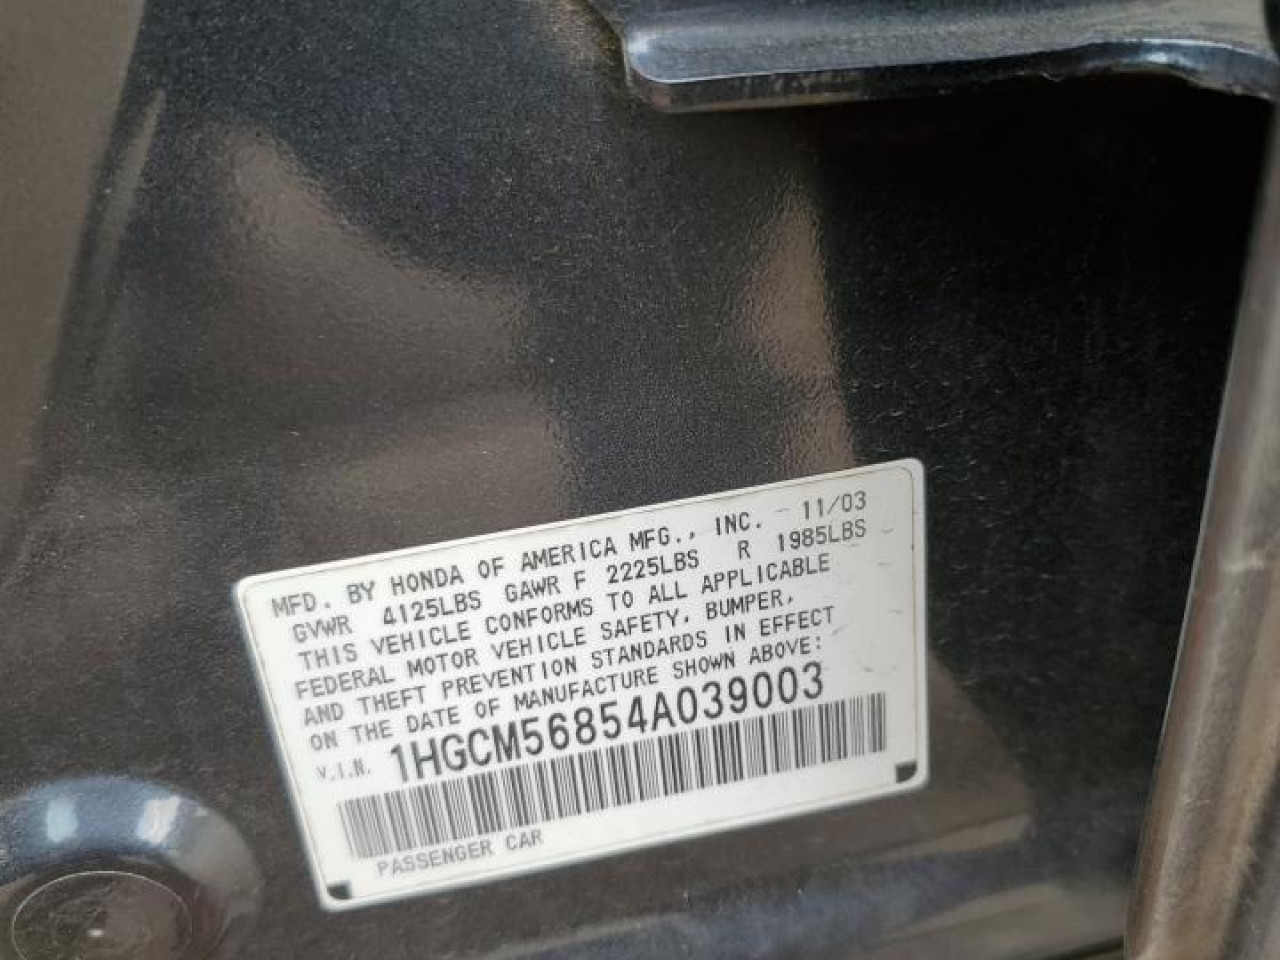 MFD. BY HONDA OF AMERICA MFG., INC. 11/03
GVWR 4125LBS GAWR F 2225LBS R 1985LBS
THIS VEHICLE CONFORMS TO ALL APPLICABLE
FEDERAL MOTOR VEHICLE SAFETY, BUMPER,
AND THEFT PREVENTION STANDARDS IN EFFECT
ON THE DATE OF MANUFACTURE SHOWN ABOVE:
V.I.N. 1HGCM56854A039003
PASSENGER CAR